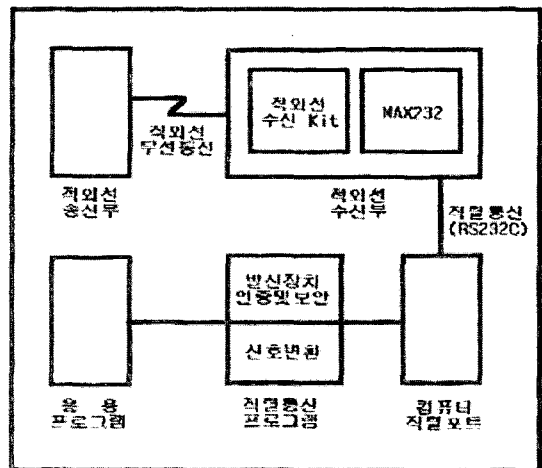 적외선
수신 Kit
MAX232
적외선
무선통신
적외선
송신부
적외선
수신부
직렬통신
(RS232C)
발신장치
인증및보안
신호변환
응 용
프로그램
직렬통신
프로그램
컴퓨터
직렬포트